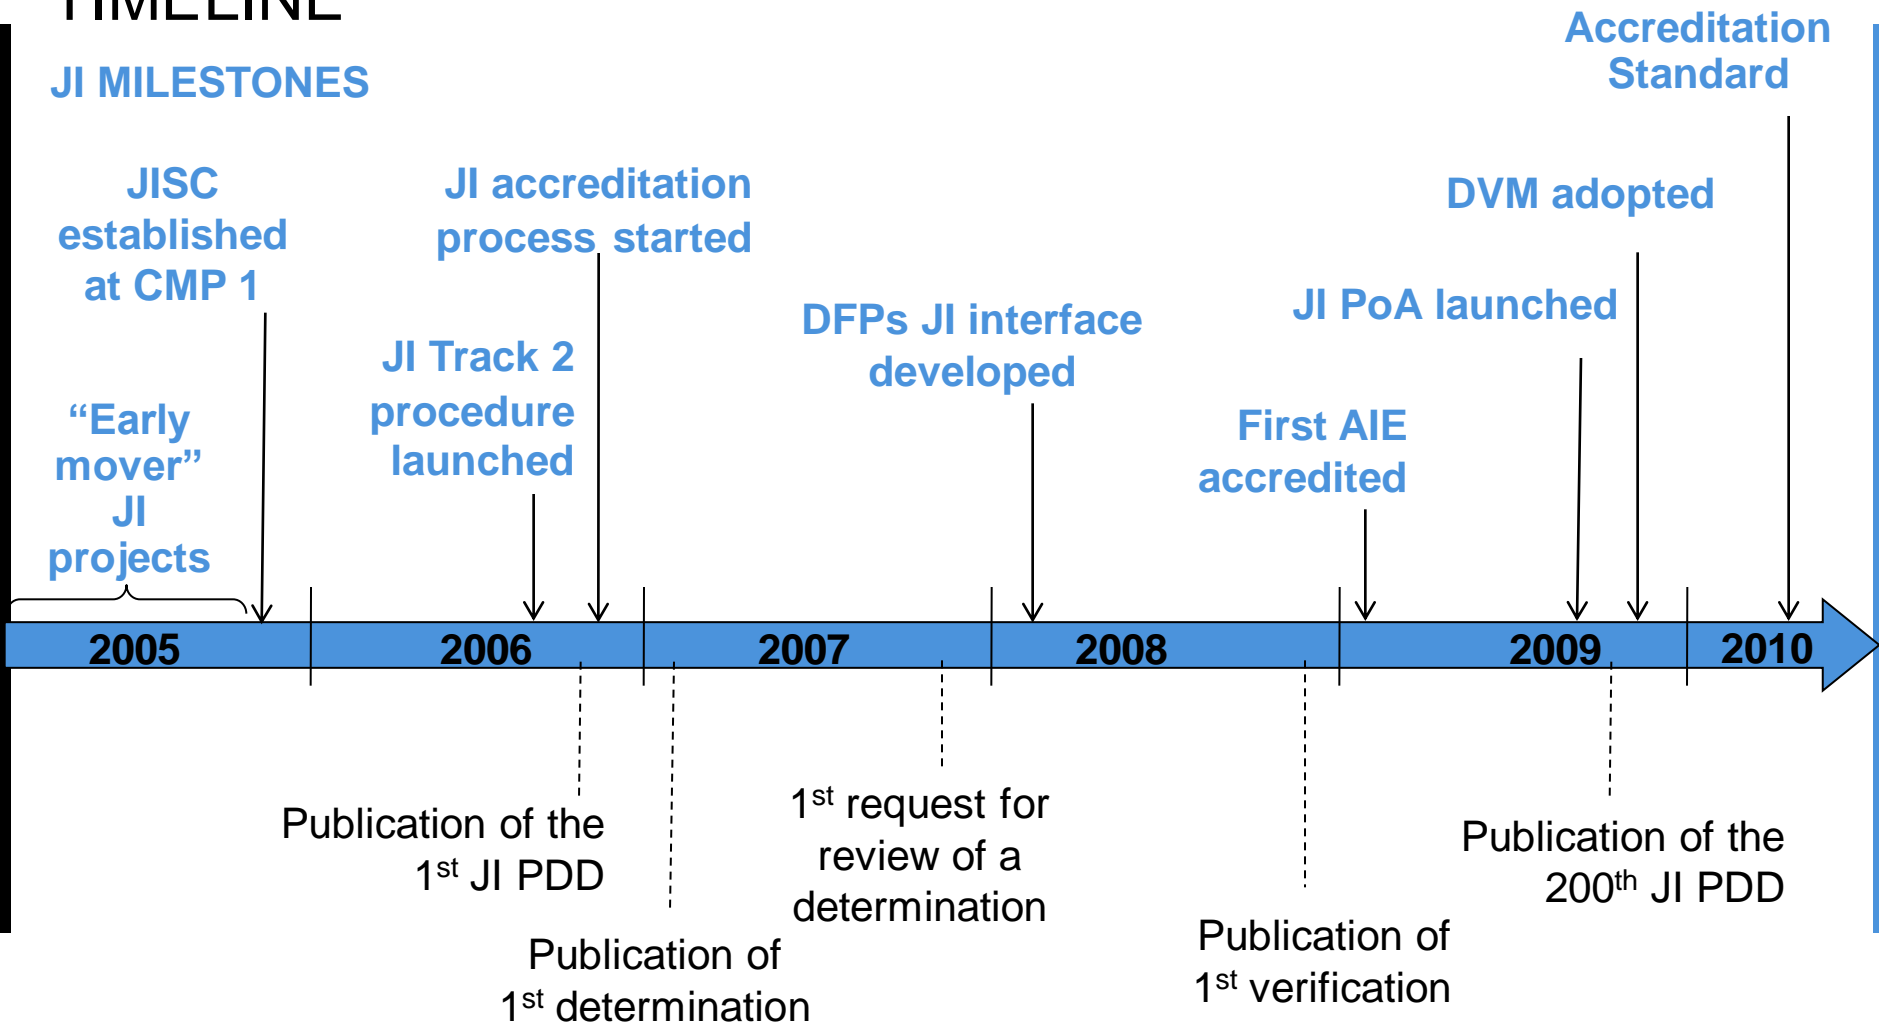 TIMELINE
JI MILESTONES
Accreditation
Standard
JISC
established
at CMP 1
JI accreditation
process started
DVM adopted
JI PoA launched
DFPs JI interface
developed
JI Track 2
procedure
launched
“Early
mover”
JI
projects
First AIE
accredited
2005
2006
2007
2008
2009
2010
Publication of the
1st JI PDD
1st request for
review of a
determination
Publication of the
200th JI PDD
Publication of
1st determination
Publication of
1st verification